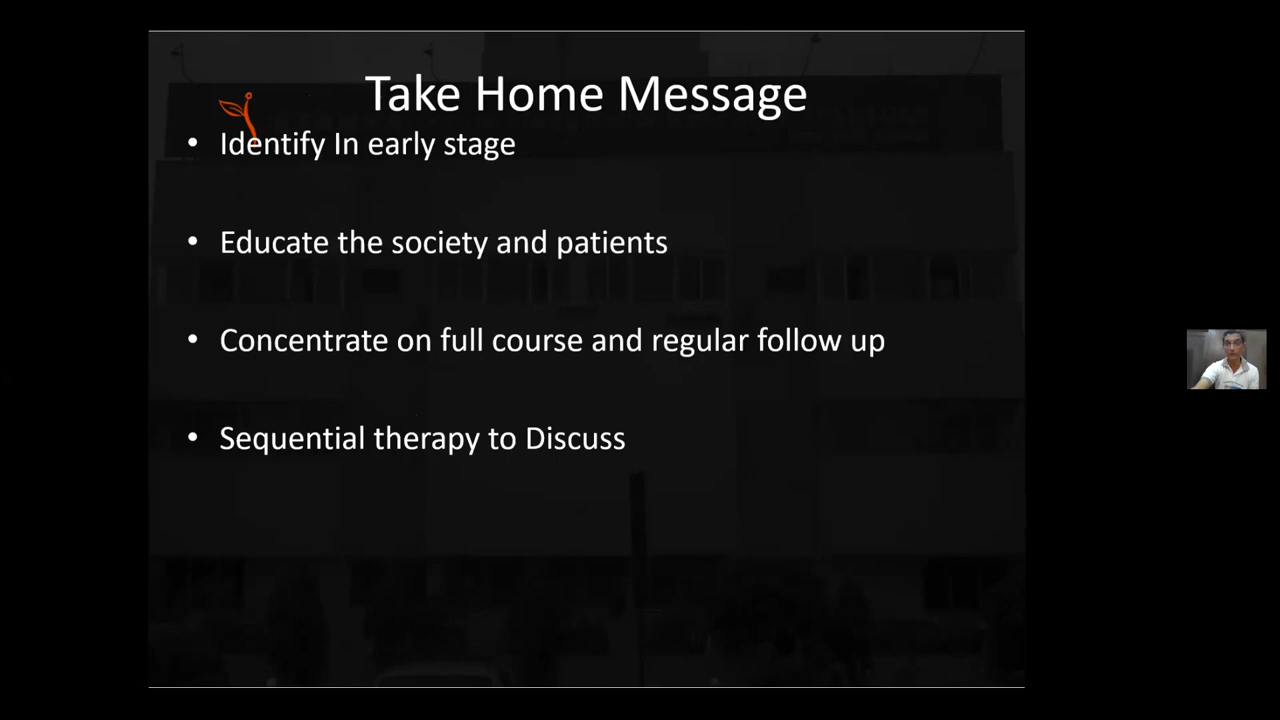 Take Home Message
• Identify In early stage
• Educate the society and patients
• Concentrate on full course and regular follow up
• Sequential therapy to Discuss